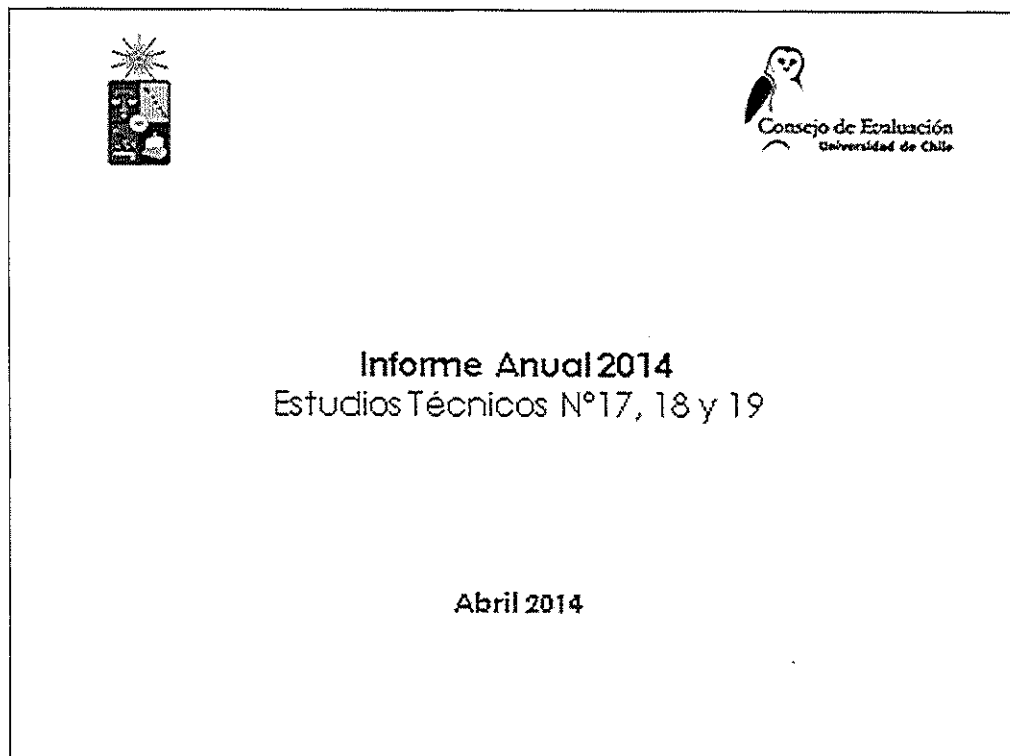 Consejo de Evaluación
Universidad de Chile
Informe Anual 2014
Estudios Técnicos N°17, 18 y 19
Abril 2014